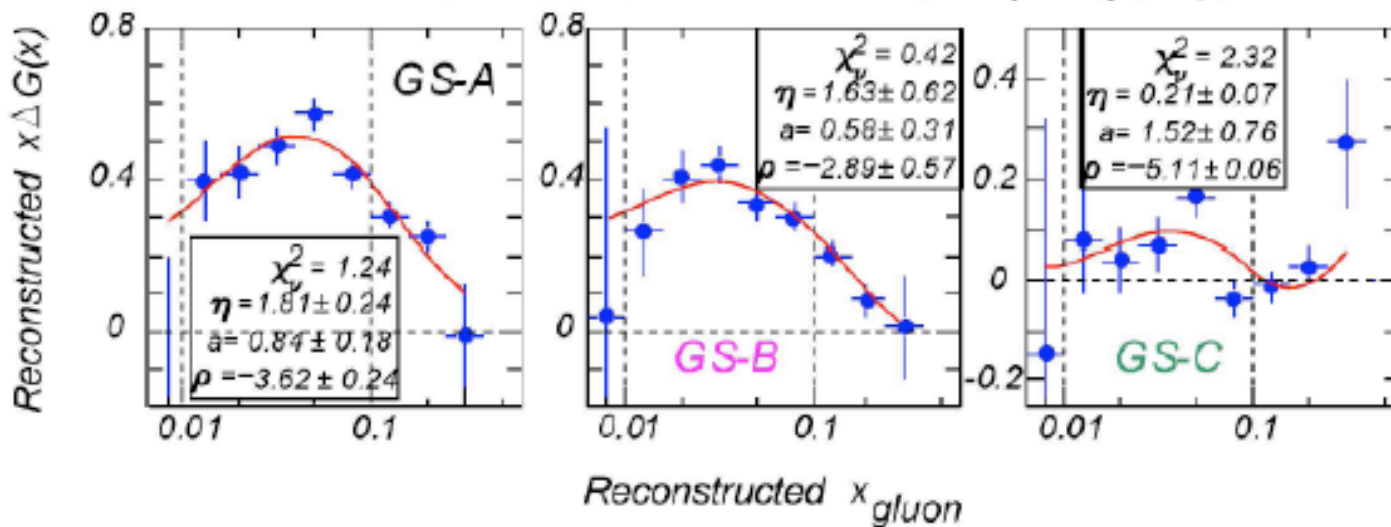 Reconstructed x△G(x)
0.8
0.4
0
GS-A
χ²ᵥ = 1.24
η = 1.81± 0.24
a= 0.84 ± 0.18
ρ = −3.62 ± 0.24
0.01
0.1
0.8
0.4
0
χ²ᵥ = 0.42
η = 1.63± 0.62
a= 0.58 ± 0.31
ρ = −2.89± 0.57
GS-B
0.01
0.1
0.4
0.2
0
-0.2
χ²ᵥ = 2.32
η = 0.21± 0.07
a= 1.52± 0.76
ρ = −5.11± 0.06
GS-C
0.01
0.1
Reconstructed x gluon